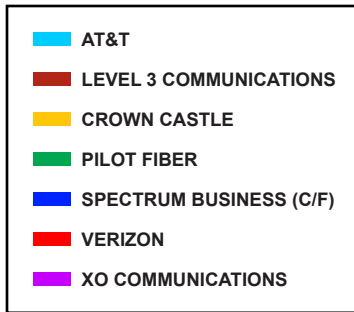 AT&T
LEVEL 3 COMMUNICATIONS
CROWN CASTLE
PILOT FIBER
SPECTRUM BUSINESS (C/F)
VERIZON
XO COMMUNICATIONS